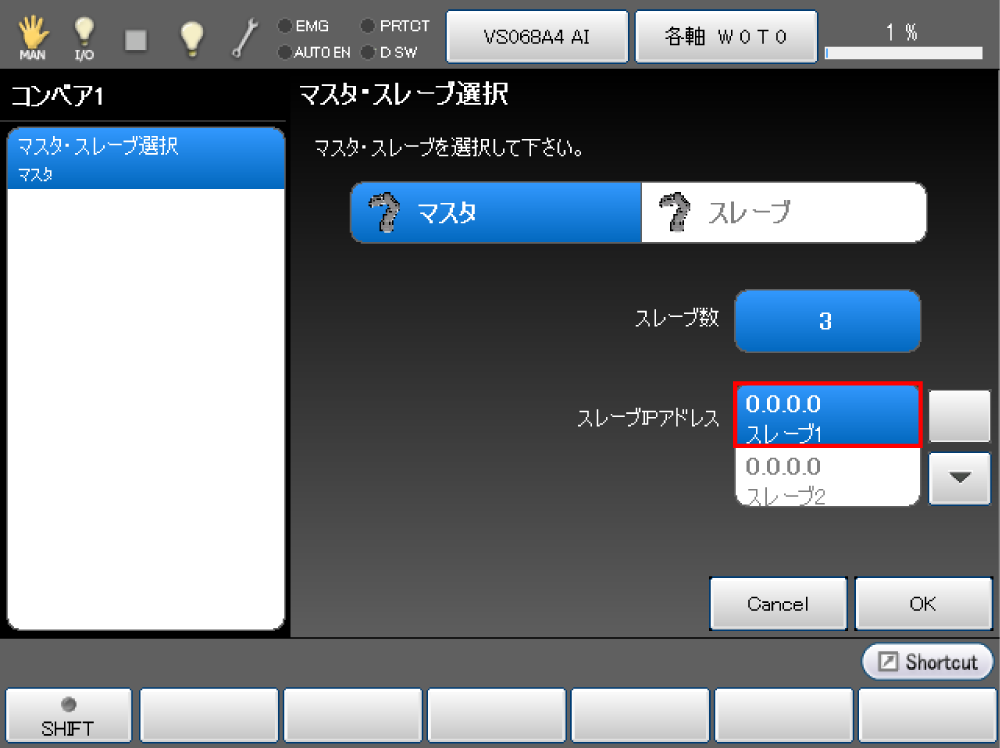 MAN
I/O
EMG
PRTCT
AUTO EN
D SW
VS068A4 AI
各軸 W0T0
1 %
コンベア1
マスタ・スレーブ選択
マスタ・スレーブ選択
マスタ
マスタ・スレーブを選択して下さい。
マスタ
スレーブ
スレーブ数
3
スレーブIPアドレス
0.0.0.0
スレーブ1
0.0.0.0
スレーブ2
Cancel
OK
Shortcut
SHIFT